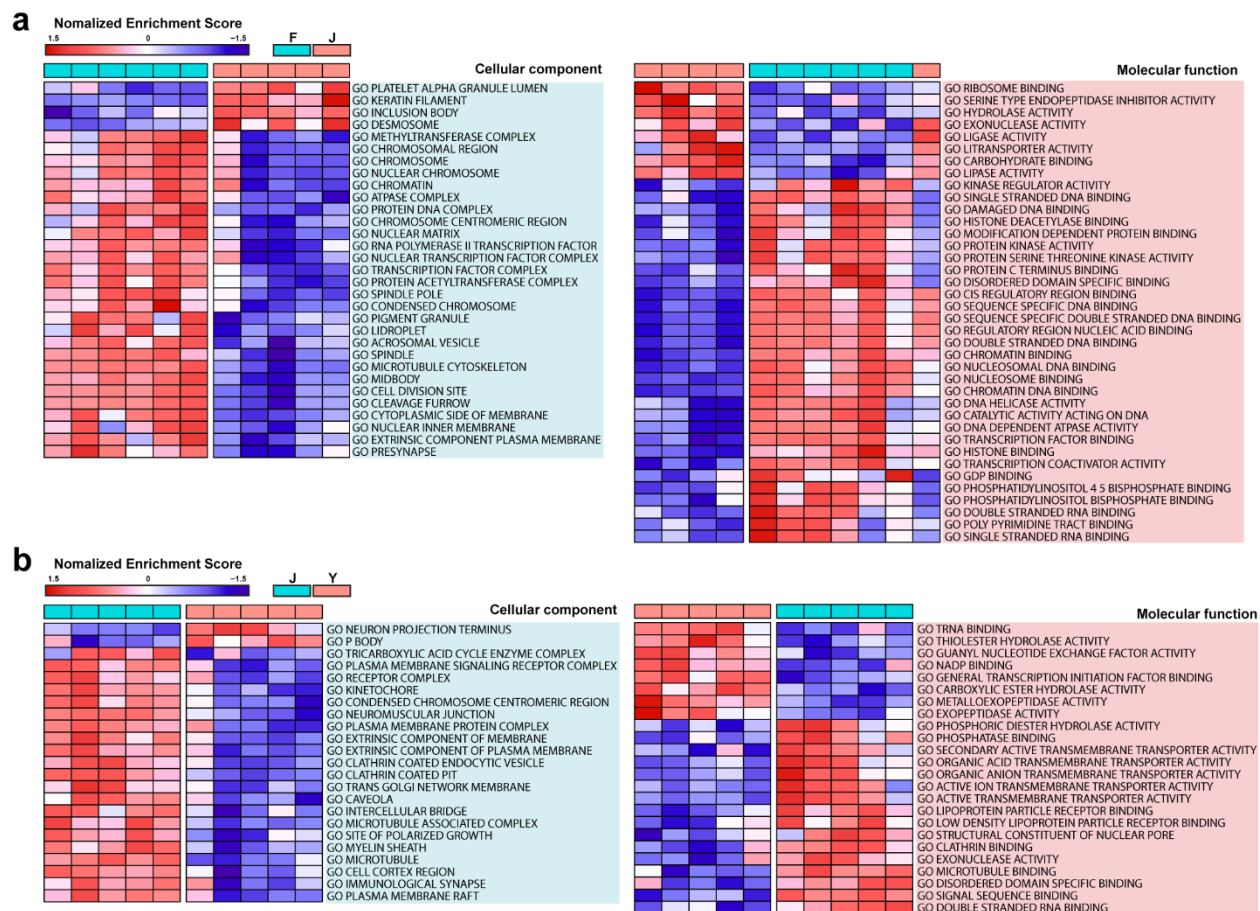 a
Nomalized Enrichment Score
1.5 0 −1.5
F J
Cellular component
GO PLATELET ALPHA GRANULE LUMEN
GO KERATIN FILAMENT
GO INCLUSION BODY
GO DESMOSOME
GO METHYLTRANSFERASE COMPLEX
GO CHROMOSOMAL REGION
GO CHROMOSOME
GO NUCLEAR CHROMOSOME
GO CHROMATIN
GO ATPASE COMPLEX
GO PROTEIN DNA COMPLEX
GO CHROMOSOME CENTROMERIC REGION
GO NUCLEAR MATRIX
GO RNA POLYMERASE II TRANSCRIPTION FACTOR
GO NUCLEAR TRANSCRIPTION FACTOR COMPLEX
GO TRANSCRIPTION FACTOR COMPLEX
GO PROTEIN ACETYLTRANSFERASE COMPLEX
GO SPINDLE POLE
GO CONDENSED CHROMOSOME
GO PIGMENT GRANULE
GO LIDROPLET
GO ACROSOMAL VESICLE
GO SPINDLE
GO MICROTUBULE CYTOSKELETON
GO MIDBODY
GO CELL DIVISION SITE
GO CLEAVAGE FURROW
GO CYTOPLASMIC SIDE OF MEMBRANE
GO NUCLEAR INNER MEMBRANE
GO EXTRINSIC COMPONENT PLASMA MEMBRANE
GO PRESYNAPSE
Molecular function
GO RIBOSOME BINDING
GO SERINE TYPE ENDOPEPTIDASE INHIBITOR ACTIVITY
GO HYDROLASE ACTIVITY
GO EXONUCLEASE ACTIVITY
GO LIGASE ACTIVITY
GO LITRANSPORTER ACTIVITY
GO CARBOHYDRATE BINDING
GO LIPASE ACTIVITY
GO KINASE REGULATOR ACTIVITY
GO SINGLE STRANDED DNA BINDING
GO DAMAGED DNA BINDING
GO HISTONE DEACETYLASE BINDING
GO MODIFICATION DEPENDENT PROTEIN BINDING
GO PROTEIN KINASE ACTIVITY
GO PROTEIN SERINE THREONINE KINASE ACTIVITY
GO PROTEIN C TERMINUS BINDING
GO DISORDERED DOMAIN SPECIFIC BINDING
GO CIS REGULATORY REGION BINDING
GO SEQUENCE SPECIFIC DNA BINDING
GO SEQUENCE SPECIFIC DOUBLE STRANDED DNA BINDING
GO REGULATORY REGION NUCLEIC ACID BINDING
GO DOUBLE STRANDED DNA BINDING
GO CHROMATIN BINDING
GO NUCLEOSOMAL DNA BINDING
GO NUCLEOSOME BINDING
GO CHROMATIN DNA BINDING
GO DNA HELICASE ACTIVITY
GO CATALYTIC ACTIVITY ACTING ON DNA
GO DNA DEPENDENT ATPASE ACTIVITY
GO TRANSCRIPTION FACTOR BINDING
GO HISTONE BINDING
GO TRANSCRIPTION COACTIVATOR ACTIVITY
GO GDP BINDING
GO PHOSPHATIDYLINOSITOL 4 5 BISPHOSPHATE BINDING
GO PHOSPHATIDYLINOSITOL BISPHOSPHATE BINDING
GO DOUBLE STRANDED RNA BINDING
GO POLY PYRIMIDINE TRACT BINDING
GO SINGLE STRANDED RNA BINDING
b
Nomalized Enrichment Score
1.5 0 −1.5
J Y
Cellular component
GO NEURON PROJECTION TERMINUS
GO P BODY
GO TRICARBOXYLIC ACID CYCLE ENZYME COMPLEX
GO PLASMA MEMBRANE SIGNALING RECEPTOR COMPLEX
GO RECEPTOR COMPLEX
GO KINETOCHORE
GO CONDENSED CHROMOSOME CENTROMERIC REGION
GO NEUROMUSCULAR JUNCTION
GO PLASMA MEMBRANE PROTEIN COMPLEX
GO EXTRINSIC COMPONENT OF MEMBRANE
GO EXTRINSIC COMPONENT OF PLASMA MEMBRANE
GO CLATHRIN COATED ENDOCYTIC VESICLE
GO CLATHRIN COATED PIT
GO TRANS GOLGI NETWORK MEMBRANE
GO CAVEOLA
GO INTERCELLULAR BRIDGE
GO MICROTUBULE ASSOCIATED COMPLEX
GO SITE OF POLARIZED GROWTH
GO MYELIN SHEATH
GO MICROTUBULE
GO CELL CORTEX REGION
GO IMMUNOLOGICAL SYNAPSE
GO PLASMA MEMBRANE RAFT
Molecular function
GO TRNA BINDING
GO THIOLESTER HYDROLASE ACTIVITY
GO GUANYL NUCLEOTIDE EXCHANGE FACTOR ACTIVITY
GO NADP BINDING
GO GENERAL TRANSCRIPTION INITIATION FACTOR BINDING
GO CARBOXYLIC ESTER HYDROLASE ACTIVITY
GO METALLOEXOPEPTIDASE ACTIVITY
GO EXOPEPTIDASE ACTIVITY
GO PHOSPHORIC DIESTER HYDROLASE ACTIVITY
GO PHOSPHATASE BINDING
GO SECONDARY ACTIVE TRANSMEMBRANE TRANSPORTER ACTIVITY
GO ORGANIC ACID TRANSMEMBRANE TRANSPORTER ACTIVITY
GO ORGANIC ANION TRANSMEMBRANE TRANSPORTER ACTIVITY
GO ACTIVE ION TRANSMEMBRANE TRANSPORTER ACTIVITY
GO ACTIVE TRANSMEMBRANE TRANSPORTER ACTIVITY
GO LIPOPROTEIN PARTICLE RECEPTOR BINDING
GO LOW DENSITY LIPOPROTEIN PARTICLE RECEPTOR BINDING
GO STRUCTURAL CONSTITUENT OF NUCLEAR PORE
GO CLATHRIN BINDING
GO EXONUCLEASE ACTIVITY
GO MICROTUBULE BINDING
GO DISORDERED DOMAIN SPECIFIC BINDING
GO SIGNAL SEQUENCE BINDING
GO DOUBLE STRANDED RNA BINDING